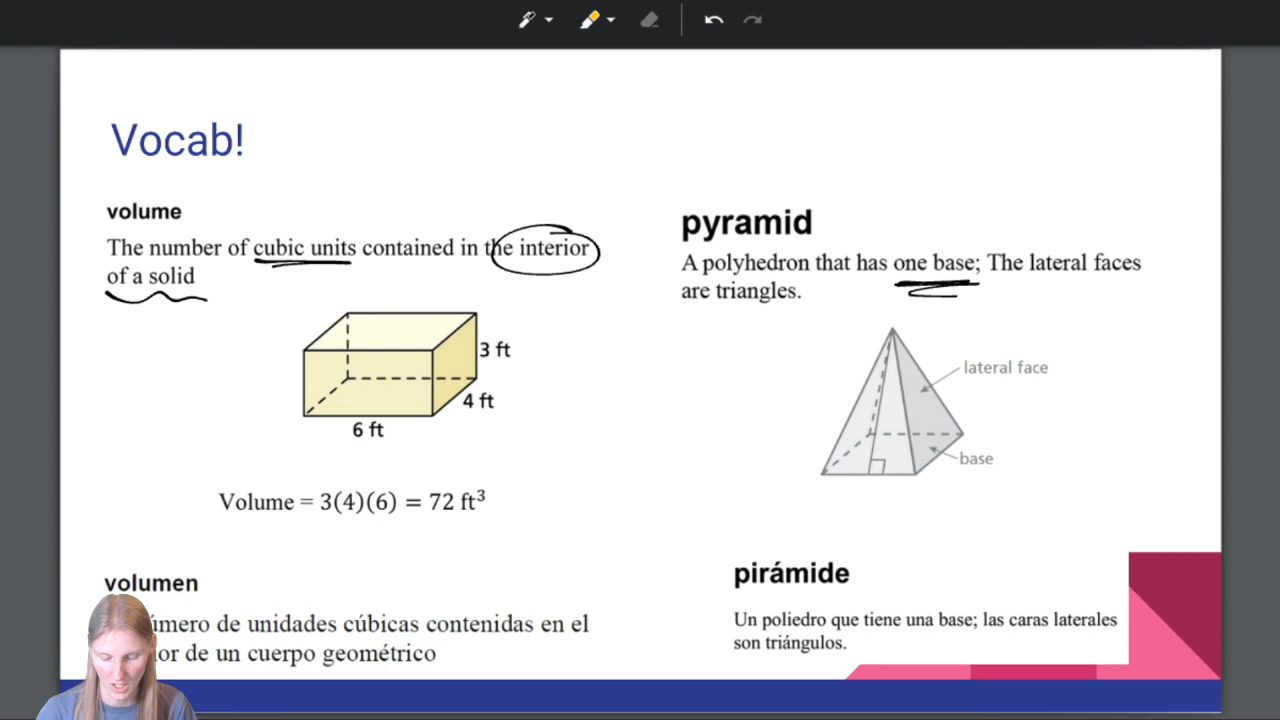 Vocab!
volume
The number of cubic units contained in the interior
of a solid
3 ft
4 ft
6 ft
Volume = 3(4)(6) = 72 ft³
volumen
número de unidades cúbicas contenidas en el
de un cuerpo geométrico
pyramid
A polyhedron that has one base; The lateral faces
are triangles.
lateral face
base
pirámide
Un poliedro que tiene una base; las caras laterales
son triángulos.